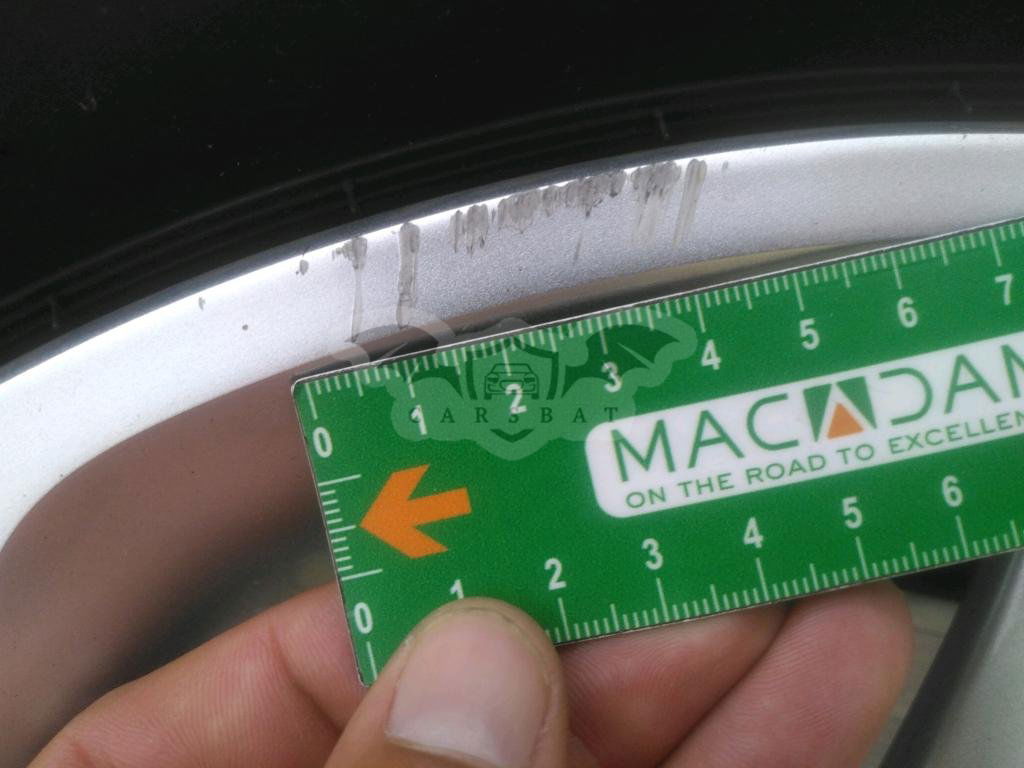 0 1 2 3 4 5 6 7
CARSBAT
MACADAM
ON THE ROAD TO EXCELLEN
0 1 2 3 4 5 6